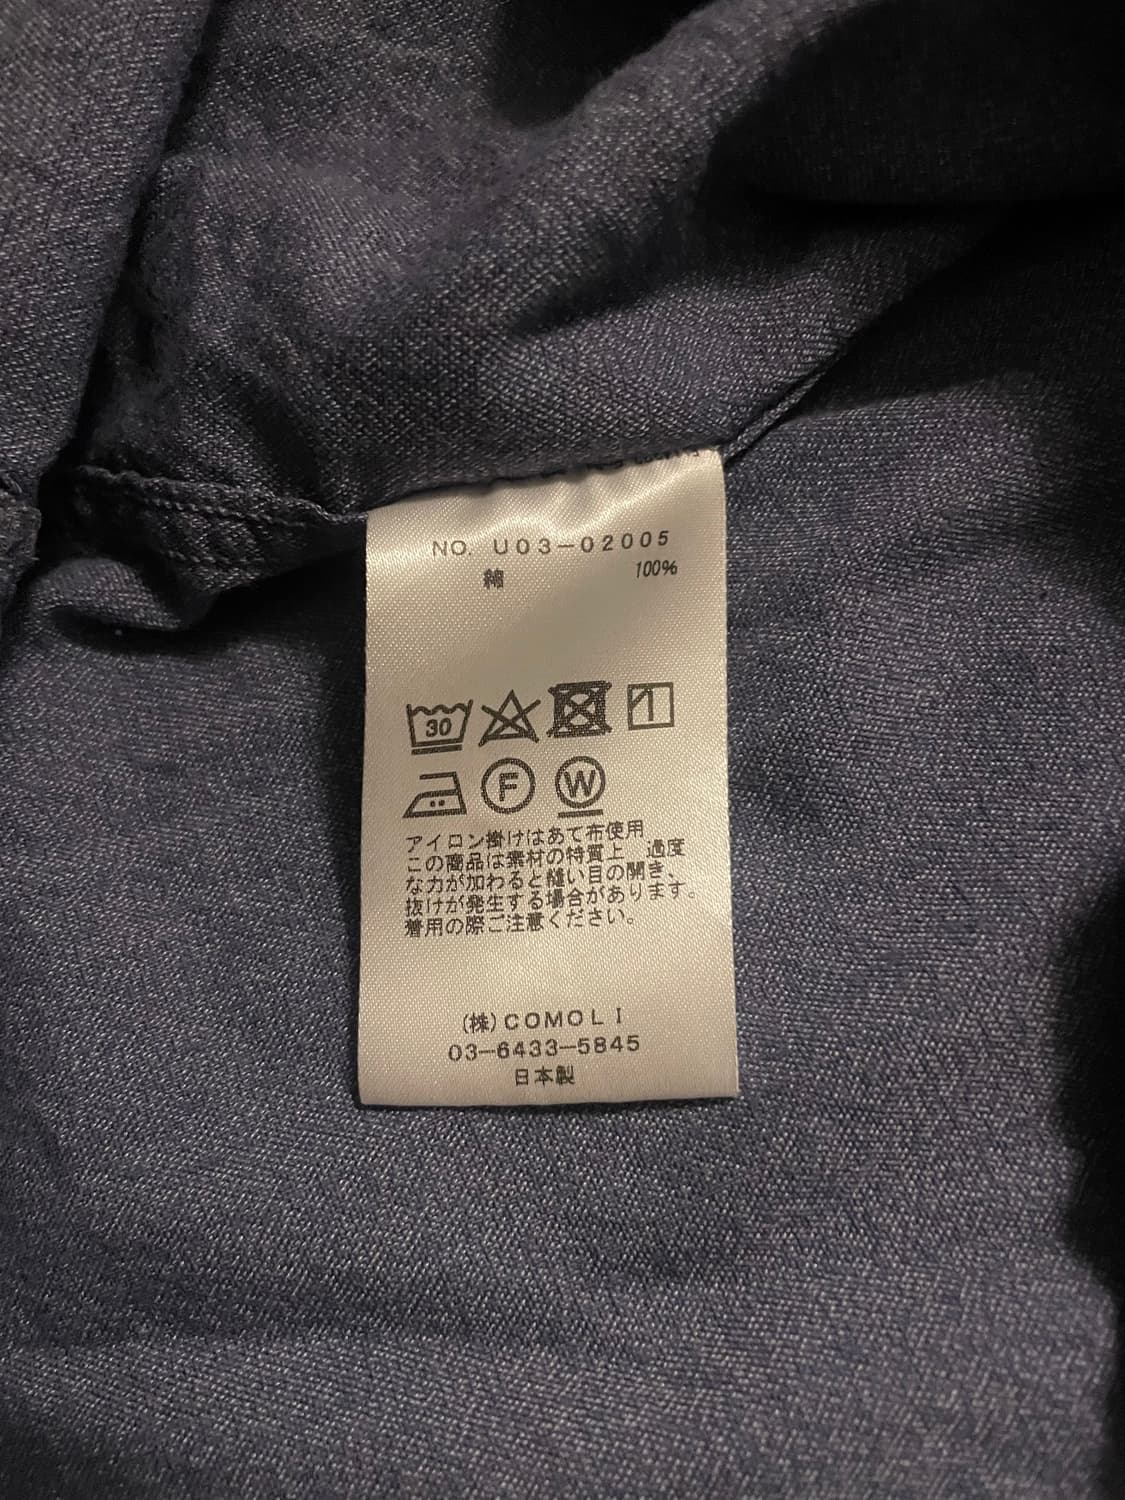 NO. U03-02005
綿 100%
30
F W
アイロン掛けはあて布使用
この商品は素材の特質上、過度
な力が加わると縫い目の開き、
抜けが発生する場合があります。
着用の際ご注意ください。
(株)COMOLI
03-6433-5845
日本製